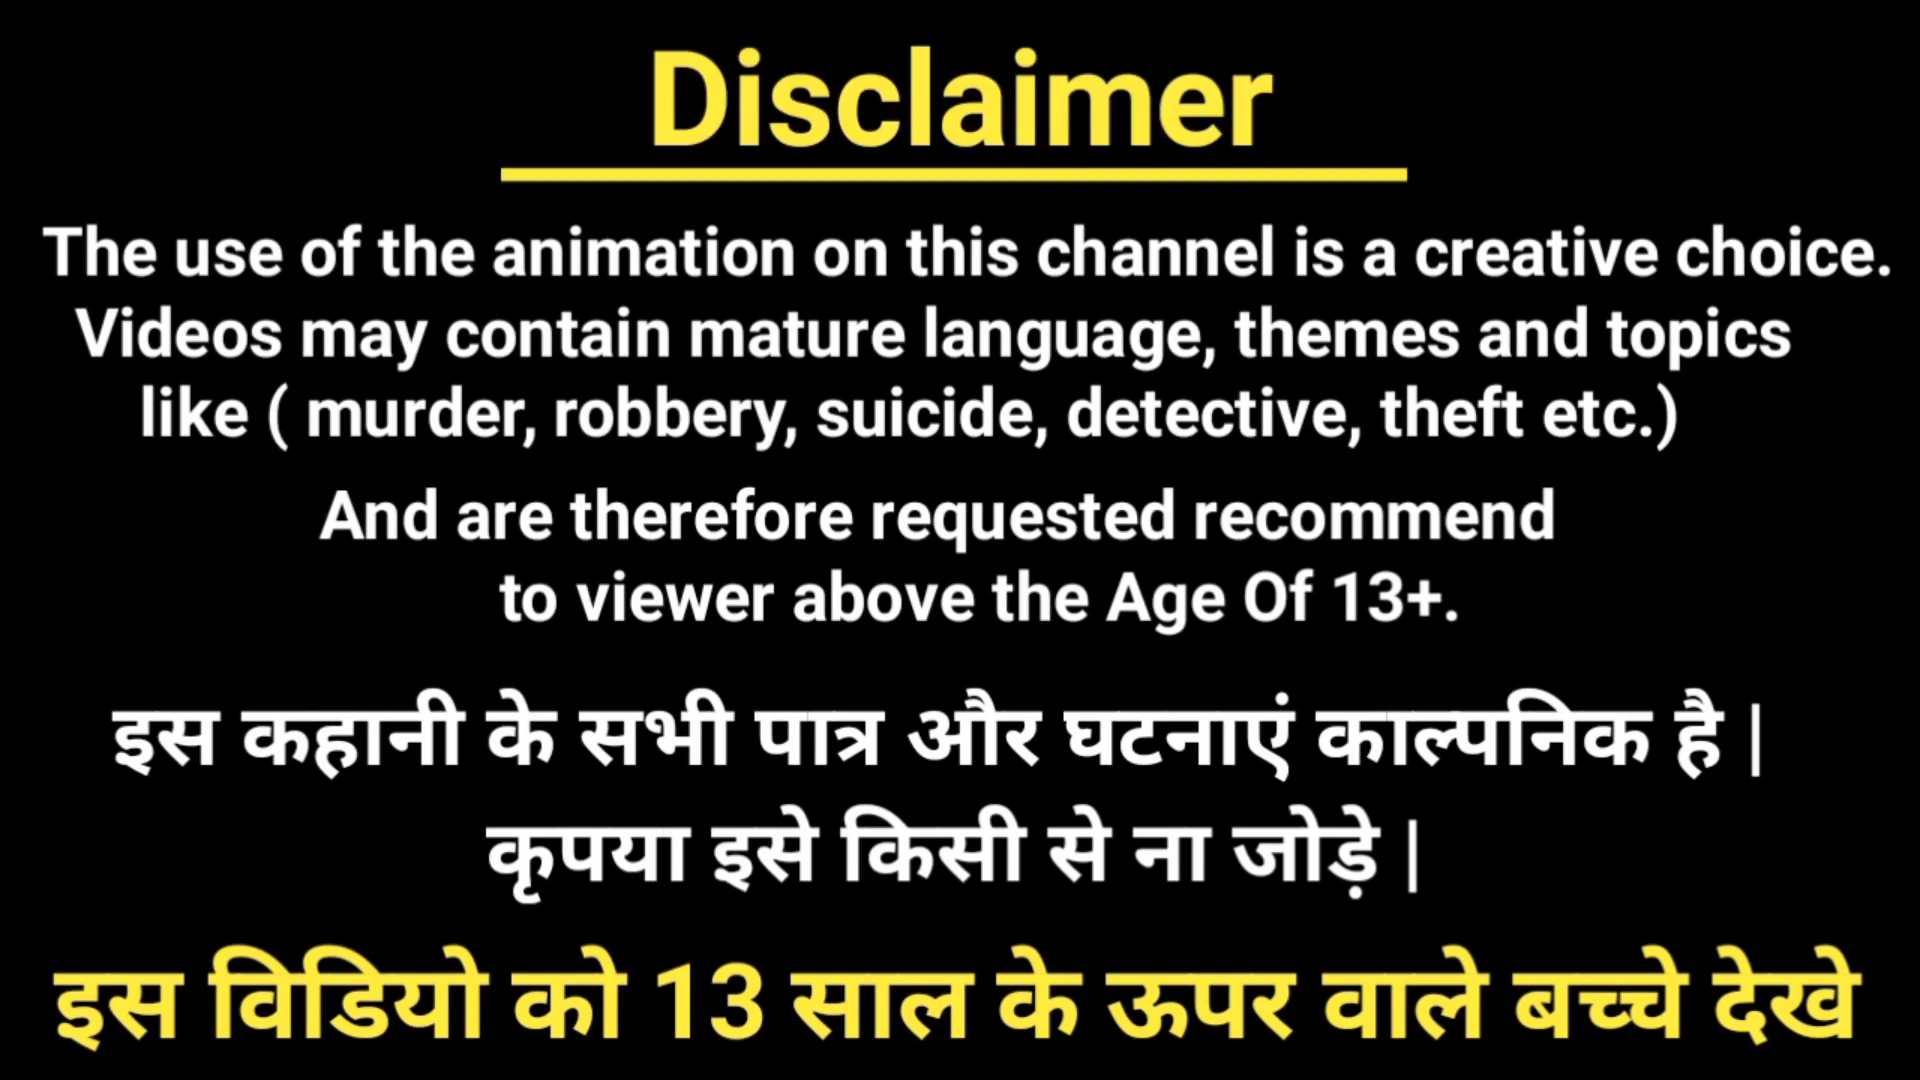 Disclaimer
The use of the animation on this channel is a creative choice.
Videos may contain mature language, themes and topics
like ( murder, robbery, suicide, detective, theft etc.)
And are therefore requested recommend
to viewer above the Age Of 13+.
इस कहानी के सभी पात्र और घटनाएं काल्पनिक है |
कृपया इसे किसी से ना जोड़े |
इस विडियो को 13 साल के ऊपर वाले बच्चे देखे